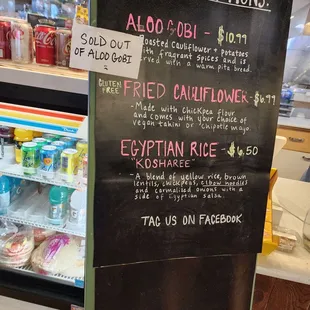 OPTIONS:
ALOO GOBI - $10.99
Roasted Cauliflower + potatoes
with fragrant spices and
served with a warm pita bread.
SOLD OUT
OF ALOO GOBI
GLUTEN
FREE
FRIED CAULIFLOWER - $6.99
- Made with chickpea flour
and comes with your choice of
vegan tahini or chipotle mayo.
EGYPTIAN RICE - $6.50
"KOSHAREE"
- A blend of yellow rice, brown
lentils, chickpeas, elbow noodles
and caramelized onions with a
side of Egyptian salsa.
TAG US ON FACEBOOK